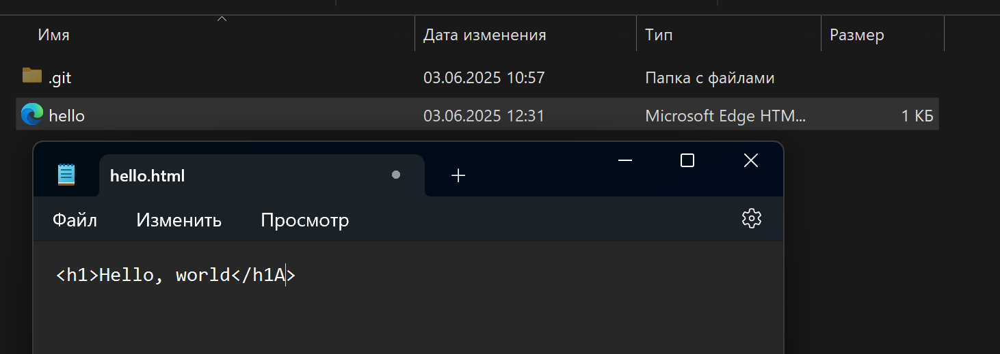 Имя Дата изменения Тип Размер
.git 03.06.2025 10:57 Папка с файлами
hello 03.06.2025 12:31 Microsoft Edge HTM... 1 КБ
hello.html
Файл Изменить Просмотр
<h1>Hello, world</h1A>